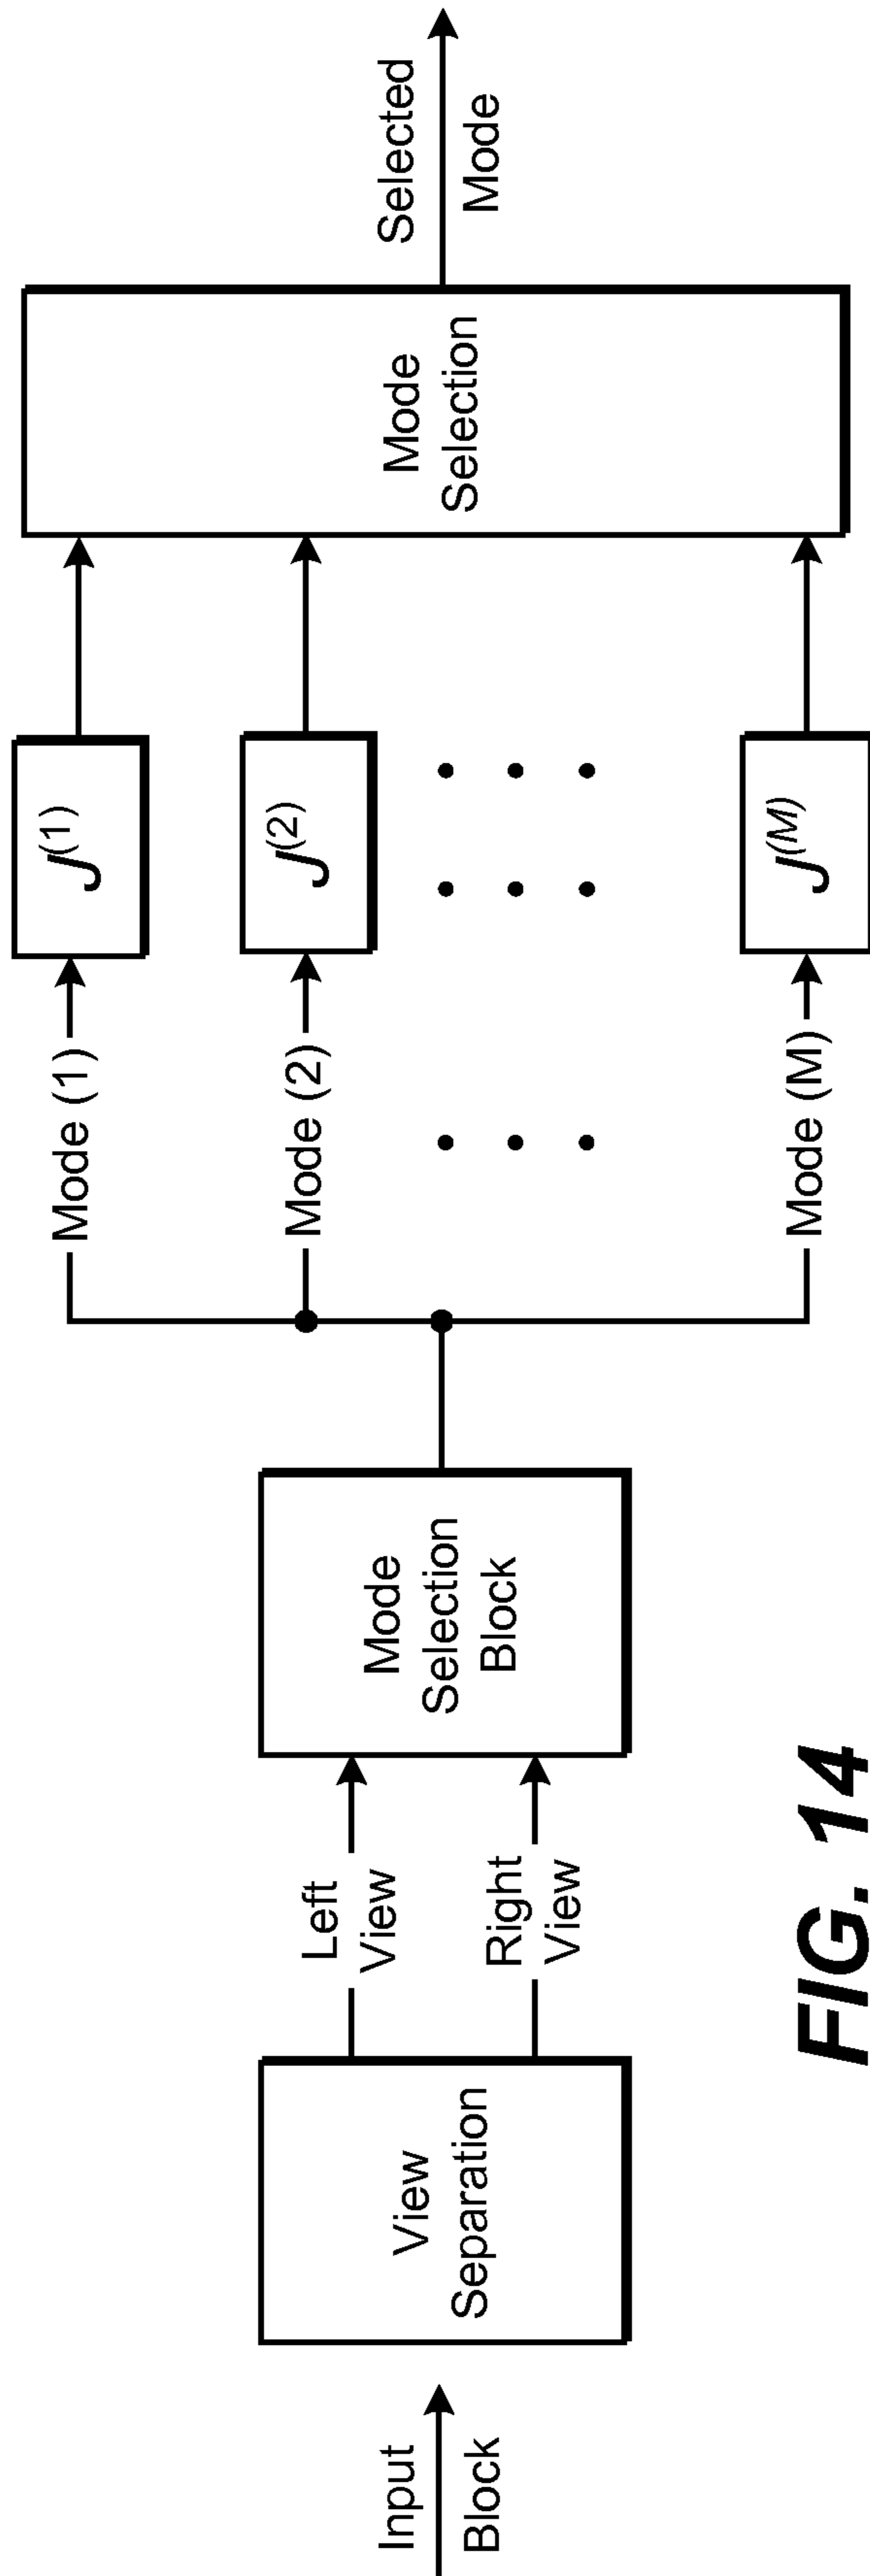 Input
Block
View
Separation
Left
View
Right
View
Mode
Selection
Block
Mode (1)
Mode (2)
Mode (M)
J(1)
J(2)
J(M)
Mode
Selection
Selected
Mode
FIG. 14